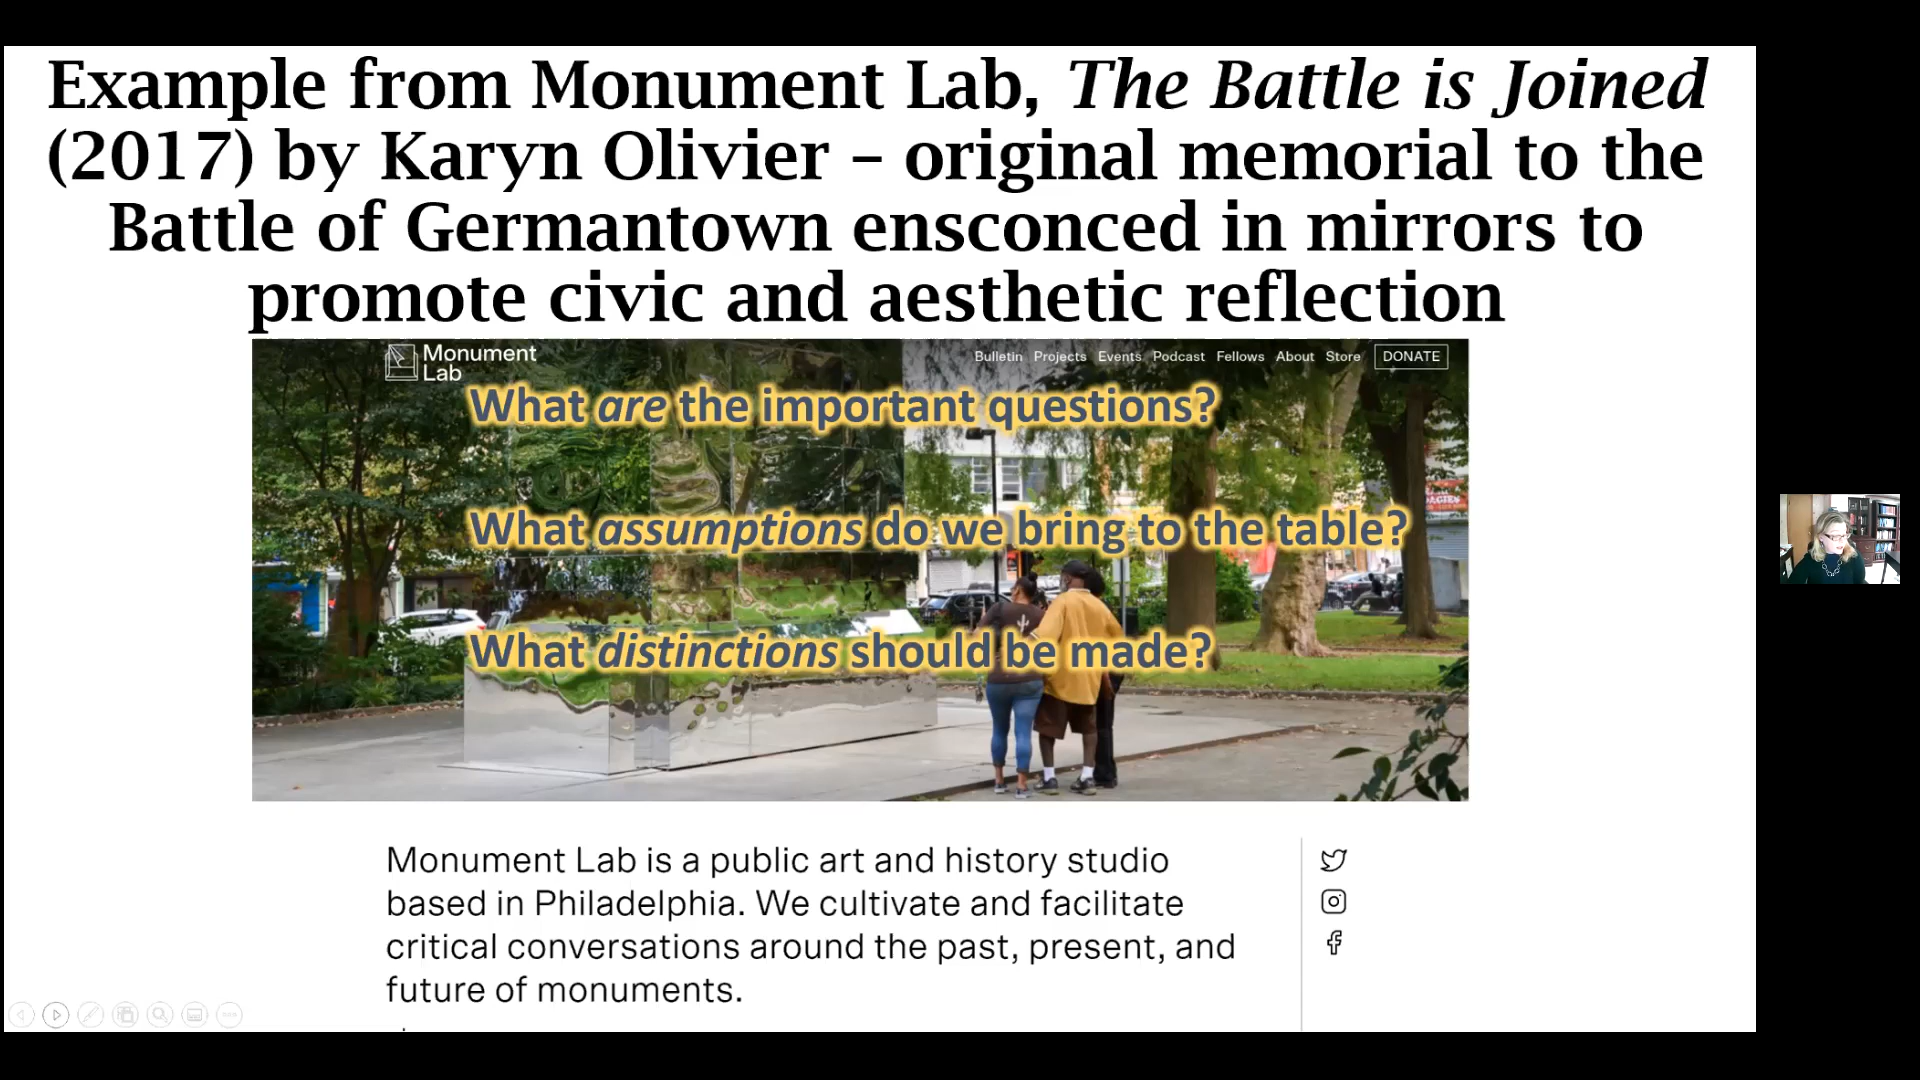 Example from Monument Lab, The Battle is Joined
(2017) by Karyn Olivier – original memorial to the
Battle of Germantown ensconced in mirrors to
promote civic and aesthetic reflection
Monument
Lab
Bulletin Projects Events Podcast Fellows About Store DONATE
What are the important questions?
What assumptions do we bring to the table?
What distinctions should be made?
Monument Lab is a public art and history studio
based in Philadelphia. We cultivate and facilitate
critical conversations around the past, present, and
future of monuments.